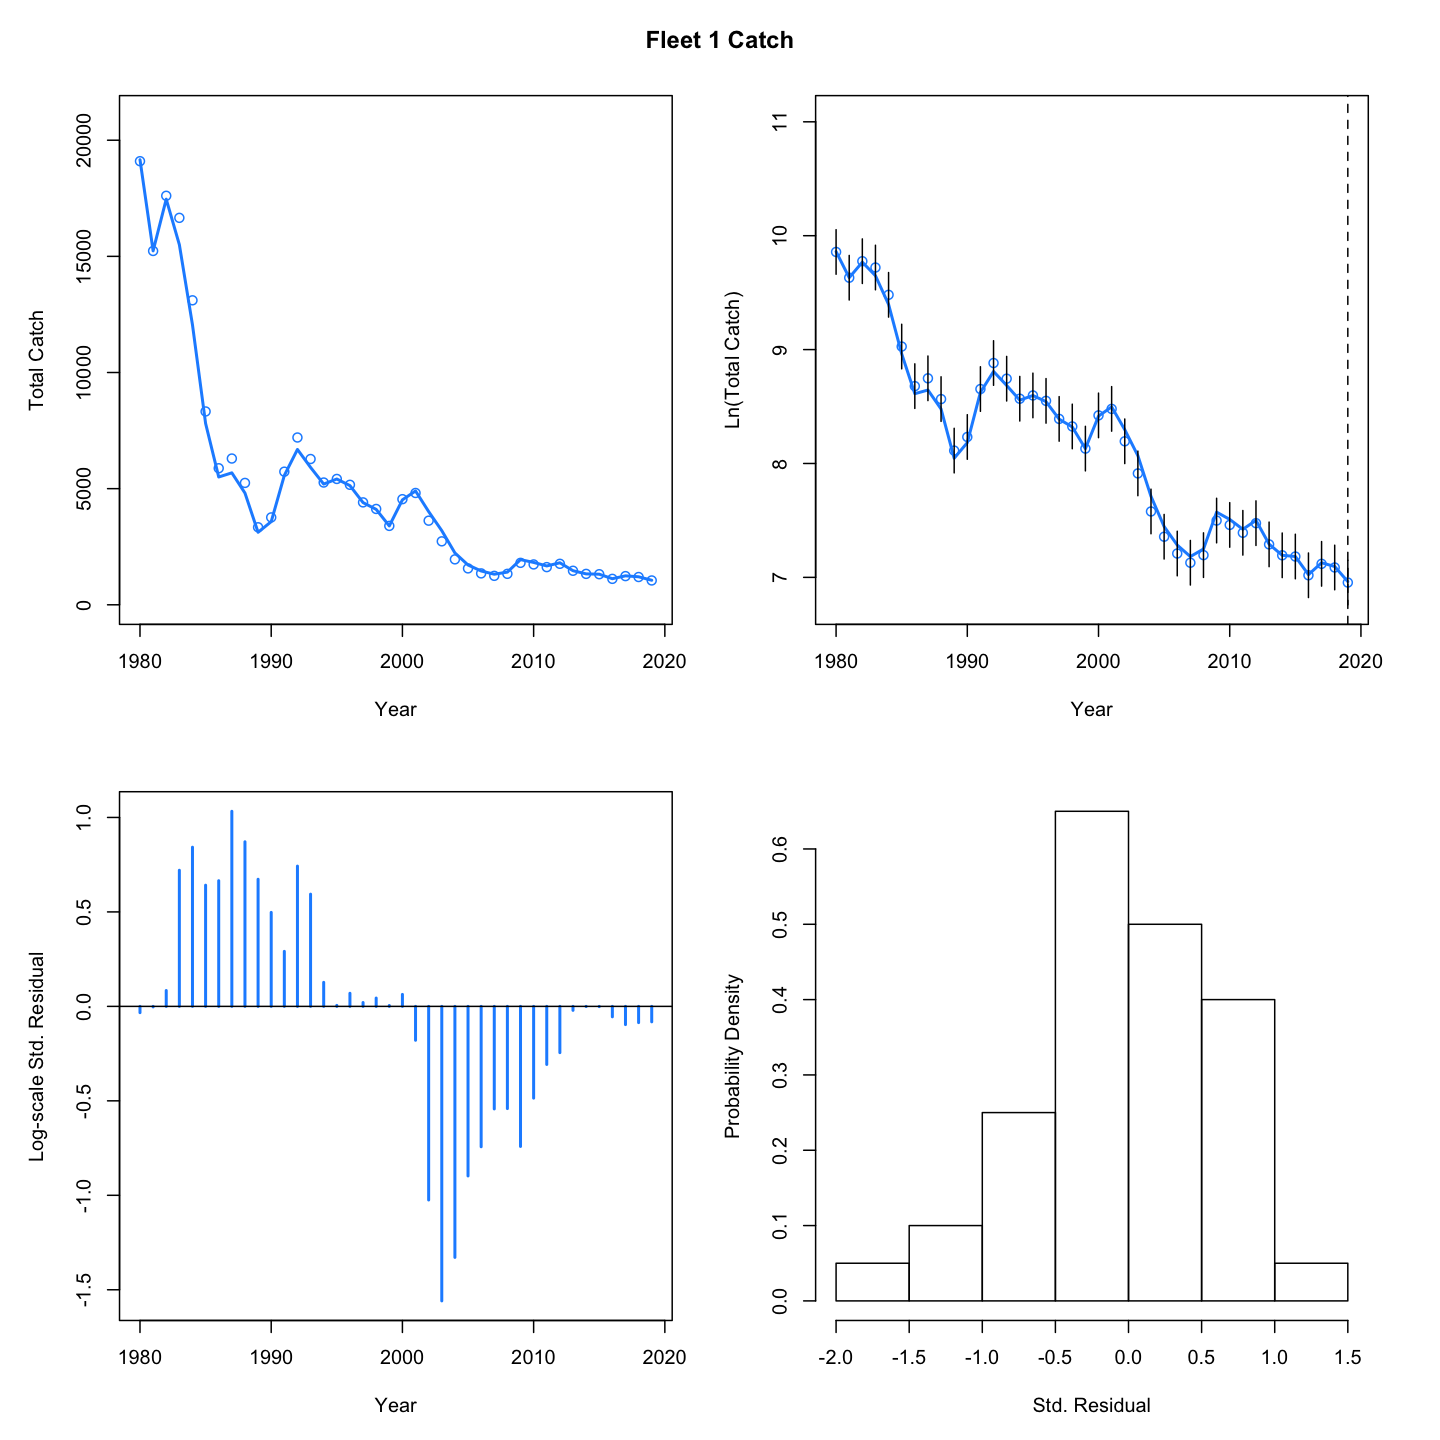 Fleet 1 Catch
Total Catch
20000
15000
10000
5000
0
1980 1990 2000 2010 2020
Year
Ln(Total Catch)
11
10
9
8
7
1980 1990 2000 2010 2020
Year
Log-scale Std. Residual
1.0
0.5
0.0
-0.5
-1.0
-1.5
1980 1990 2000 2010 2020
Year
Probability Density
0.6
0.5
0.4
0.3
0.2
0.1
0.0
-2.0 -1.5 -1.0 -0.5 0.0 0.5 1.0 1.5
Std. Residual